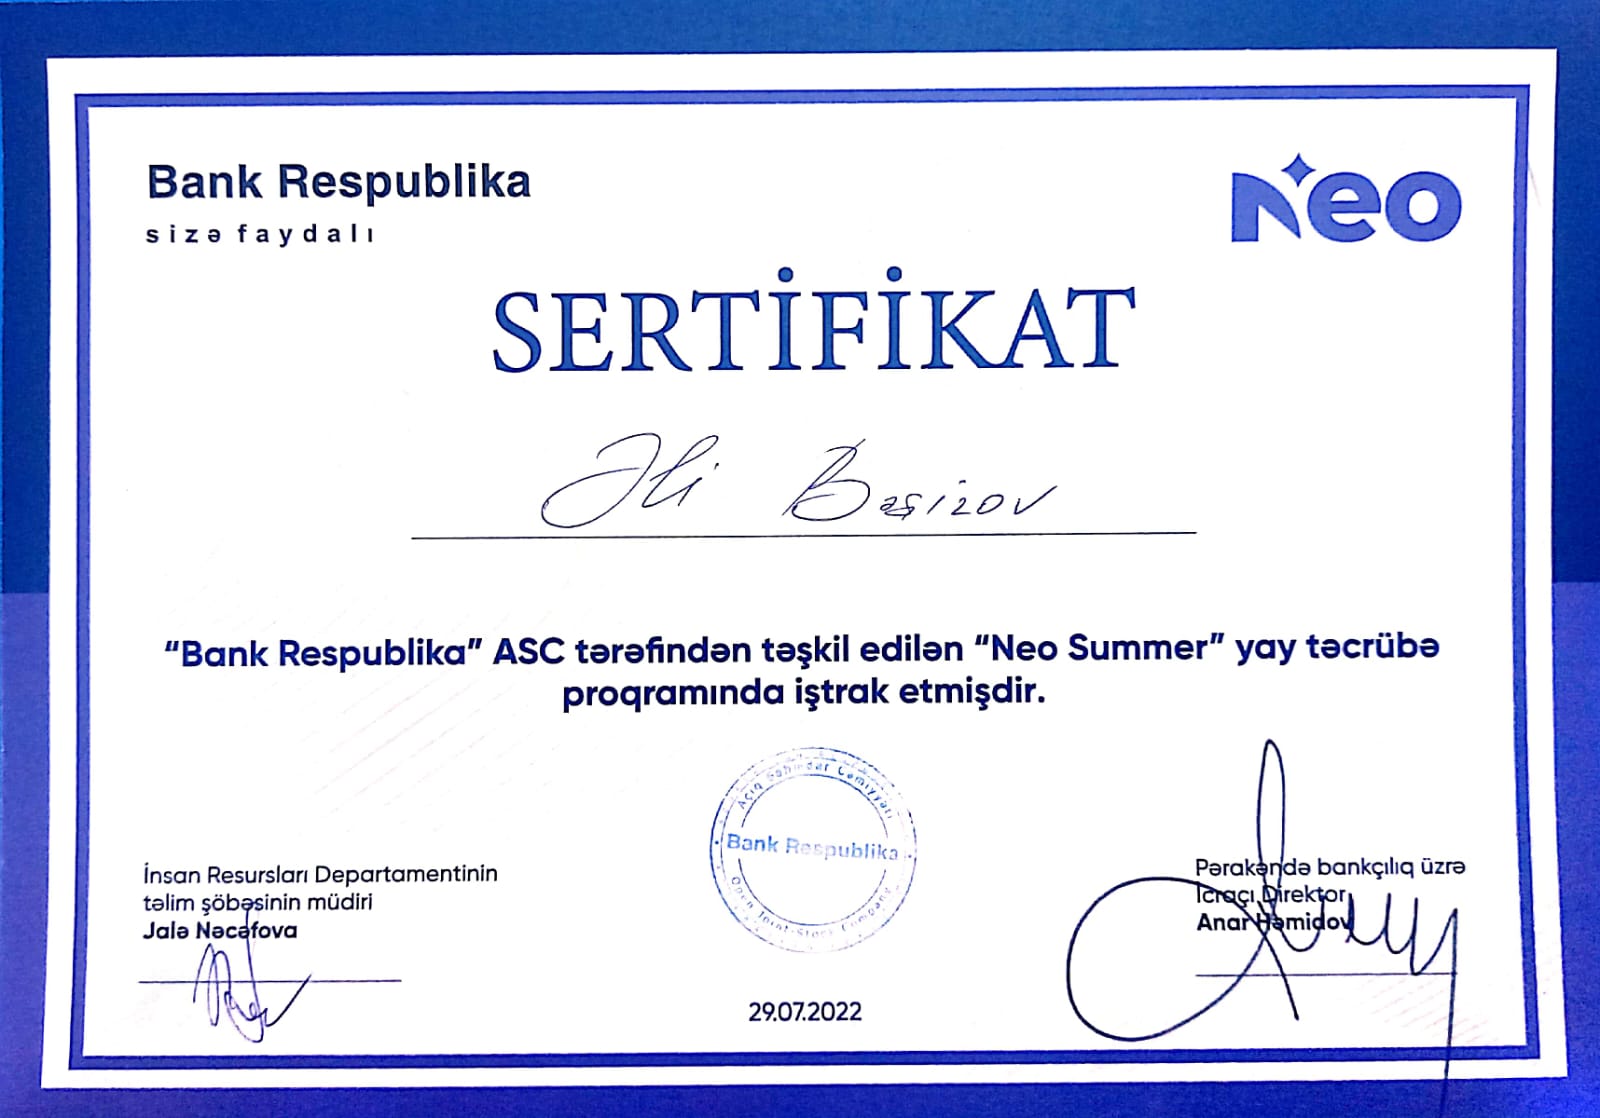 Bank Respublika
sizə faydalı
Neo
SERTİFİKAT
Əli Bəşizov
“Bank Respublika” ASC tərəfindən təşkil edilən “Neo Summer” yay təcrübə
proqramında iştrak etmişdir.
Açıq Səhmdar Cəmiyyəti
Bank Respublika
Open Joint-Stock Company
İnsan Resursları Departamentinin
təlim şöbəsinin müdiri
Jalə Nəcəfova
Pərakəndə bankçılıq üzrə
İcraçı Direktor
Anar Həmidov
29.07.2022